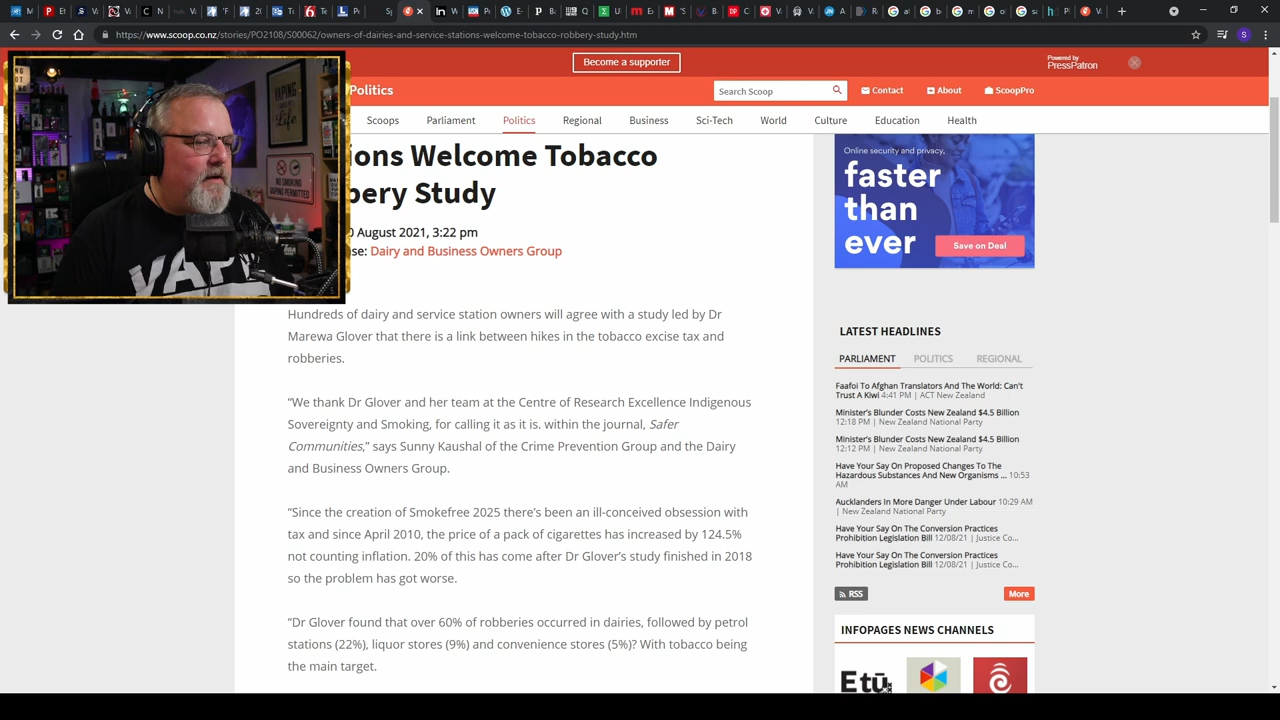 https://www.scoop.co.nz/stories/PO2108/S00062/owners-of-dairies-and-service-stations-welcome-tobacco-robbery-study.htm
Become a supporter
Powered by
PressPatron
Politics
Search Scoop
Contact
About
ScoopPro
Scoops
Parliament
Politics
Regional
Business
Sci-Tech
World
Culture
Education
Health
VAPING
NO SMOKING
VAPING PERMITTED
VAPE
ions Welcome Tobacco
bery Study
0 August 2021, 3:22 pm
se: Dairy and Business Owners Group
Hundreds of dairy and service station owners will agree with a study led by Dr
Marewa Glover that there is a link between hikes in the tobacco excise tax and
robberies.
“We thank Dr Glover and her team at the Centre of Research Excellence Indigenous
Sovereignty and Smoking, for calling it as it is. within the journal, Safer
Communities,” says Sunny Kaushal of the Crime Prevention Group and the Dairy
and Business Owners Group.
“Since the creation of Smokefree 2025 there’s been an ill-conceived obsession with
tax and since April 2010, the price of a pack of cigarettes has increased by 124.5%
not counting inflation. 20% of this has come after Dr Glover’s study finished in 2018
so the problem has got worse.
“Dr Glover found that over 60% of robberies occurred in dairies, followed by petrol
stations (22%), liquor stores (9%) and convenience stores (5%)? With tobacco being
the main target.
Online security and privacy,
faster
than
ever
Save on Deal
LATEST HEADLINES
PARLIAMENT
POLITICS
REGIONAL
Faafoi To Afghan Translators And The World: Can't
Trust A Kiwi 4:41 PM | ACT New Zealand
Minister's Blunder Costs New Zealand $4.5 Billion
12:18 PM | New Zealand National Party
Minister's Blunder Costs New Zealand $4.5 Billion
12:12 PM | New Zealand National Party
Have Your Say On Proposed Changes To The
Hazardous Substances And New Organisms ... 10:53
AM
Aucklanders In More Danger Under Labour 10:29 AM
| New Zealand National Party
Have Your Say On The Conversion Practices
Prohibition Legislation Bill 12/08/21 | Justice Co...
Have Your Say On The Conversion Practices
Prohibition Legislation Bill 12/08/21 | Justice Co...
RSS
More
INFOPAGES NEWS CHANNELS
Etū